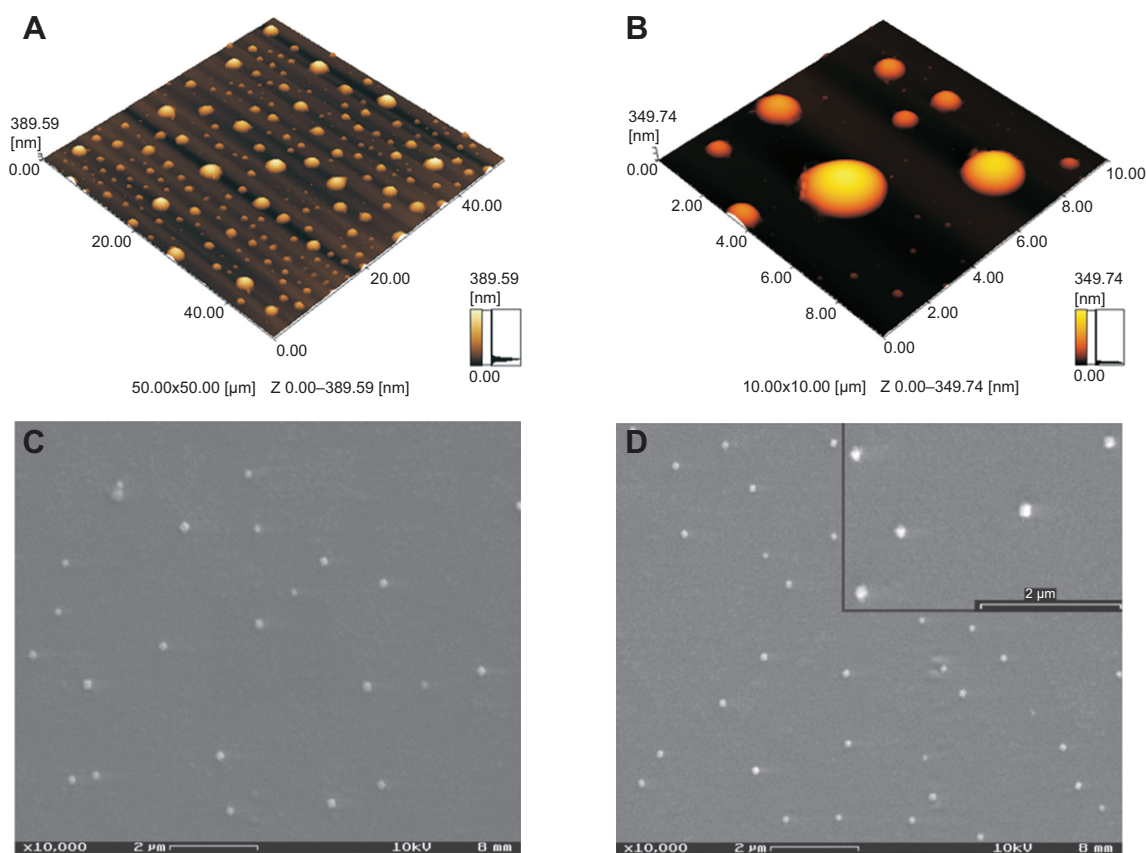 A
389.59
[nm]
0.00
20.00
40.00
0.00
20.00
40.00
389.59
[nm]
0.00
50.00x50.00 [µm] Z 0.00–389.59 [nm]
B
349.74
[nm]
0.00
2.00
4.00
6.00
8.00
0.00
2.00
4.00
6.00
8.00
10.00
349.74
[nm]
0.00
10.00x10.00 [µm] Z 0.00–349.74 [nm]
C
x10,000 2 µm 10kV 8 mm
D
2 µm
x10,000 2 µm 10kV 8 mm